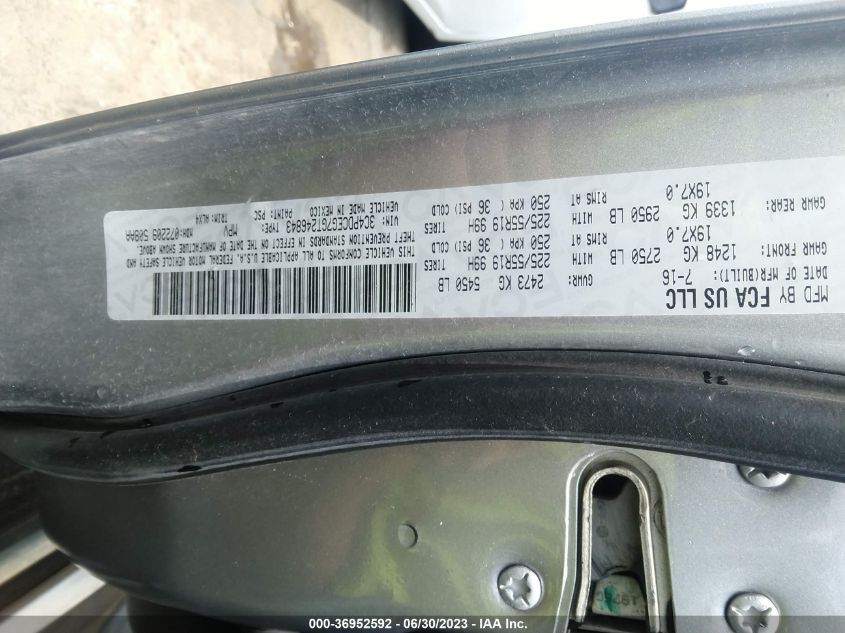 MFD BY FCA US LLC
DATE OF MFR(BUILT): 7-16 GVWR: 2473 KG 5450 LB
GAWR FRONT: 1248 KG 2750 LB WITH 225/55R19 99H TIRES
RIMS AT 19X7.0 250 KPA( 36 PSI) COLD
GAWR REAR: 1339 KG 2950 LB WITH 225/55R19 99H TIRES
RIMS AT 19X7.0 250 KPA( 36 PSI) COLD
THIS VEHICLE CONFORMS TO ALL APPLICABLE U.S.A. FEDERAL MOTOR VEHICLE SAFETY AND
THEFT PREVENTION STANDARDS IN EFFECT ON THE DATE OF MANUFACTURE SHOWN ABOVE.
VIN: 3C4PDCEG7GT246843 TYPE: MPV MDH:072209 509AA
VEHICLE MADE IN MEXICO PAINT: PSC TRIM: ALX4
000-36952592 - 06/30/2023 - IAA Inc.